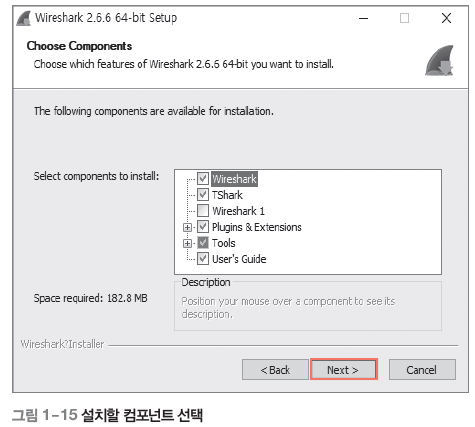 Wireshark 2.6.6 64-bit Setup
Choose Components
Choose which features of Wireshark 2.6.6 64-bit you want to install.
The following components are available for installation.
Select components to install:
Wireshark
TShark
Wireshark 1
Plugins & Extensions
Tools
User's Guide
Space required: 182.8 MB
Description
Position your mouse over a component to see its
description.
Wireshark?Installer
< Back
Next >
Cancel
그림 1-15 설치할 컴포넌트 선택